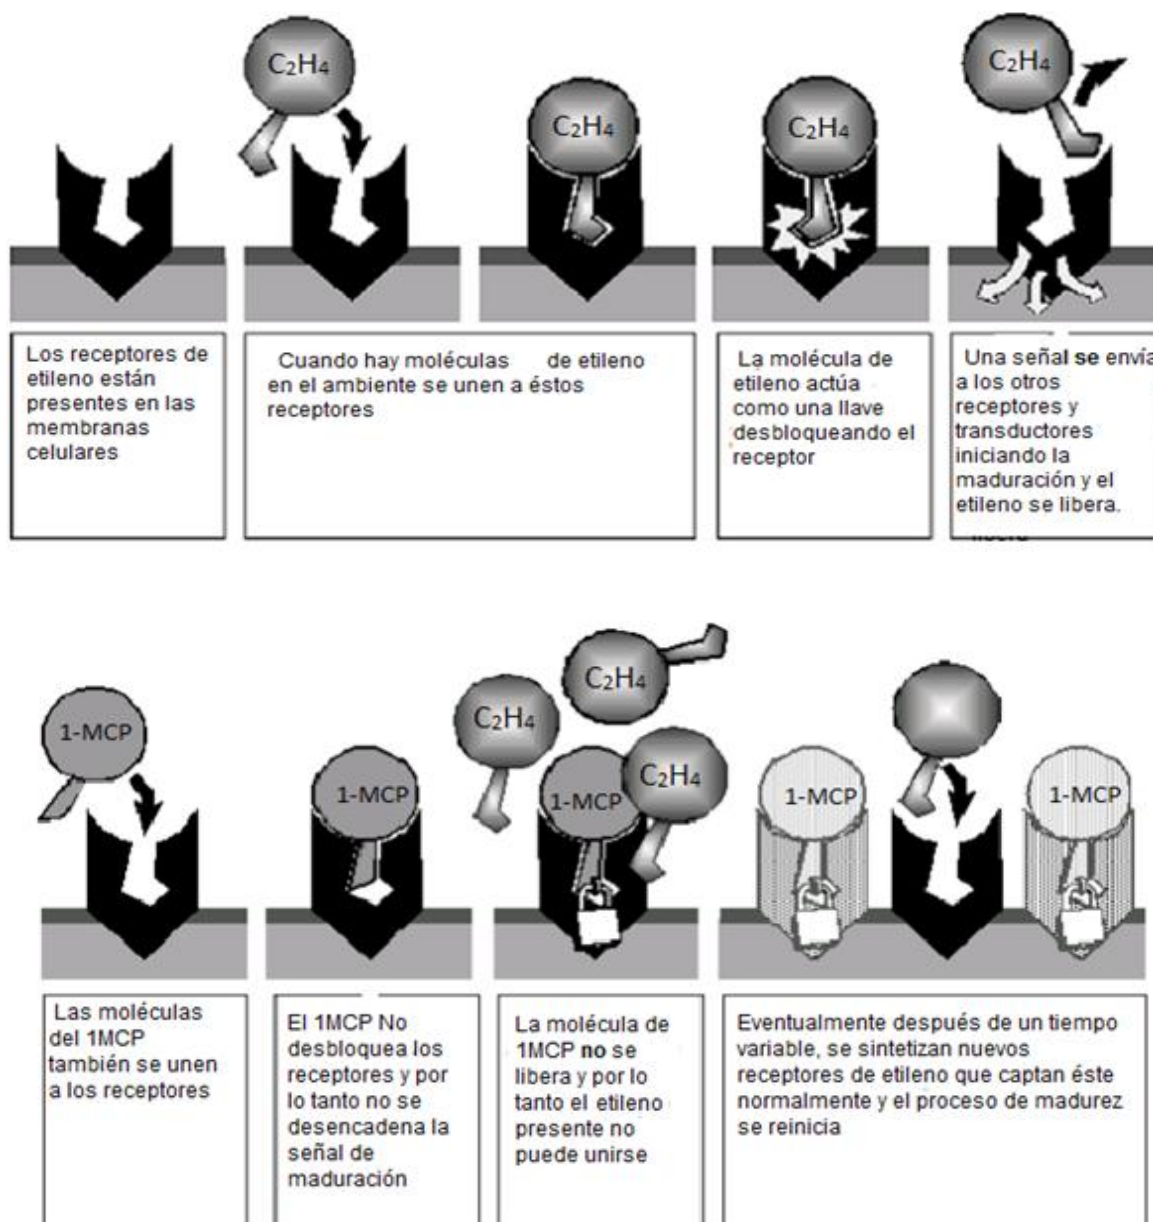 C₂H₄
C₂H₄
C₂H₄
C₂H₄
Los receptores de
etileno están
presentes en las
membranas
celulares
Cuando hay moléculas de etileno
en el ambiente se unen a éstos
receptores
La molécula de
etileno actúa
como una llave
desbloqueando el
receptor
Una señal se envía
a los otros
receptores y
transductores
iniciando la
maduración y el
etileno se libera.
1-MCP
1-MCP
C₂H₄
C₂H₄
1-MCP
C₂H₄
1-MCP
1-MCP
Las moléculas
del 1MCP
también se unen
a los receptores
El 1MCP No
desbloquea los
receptores y por
lo tanto no se
desencadena la
señal de
maduración
La molécula de
1MCP no se
libera y por lo
tanto el etileno
presente no
puede unirse
Eventualmente después de un tiempo
variable, se sintetizan nuevos
receptores de etileno que captan éste
normalmente y el proceso de madurez
se reinicia